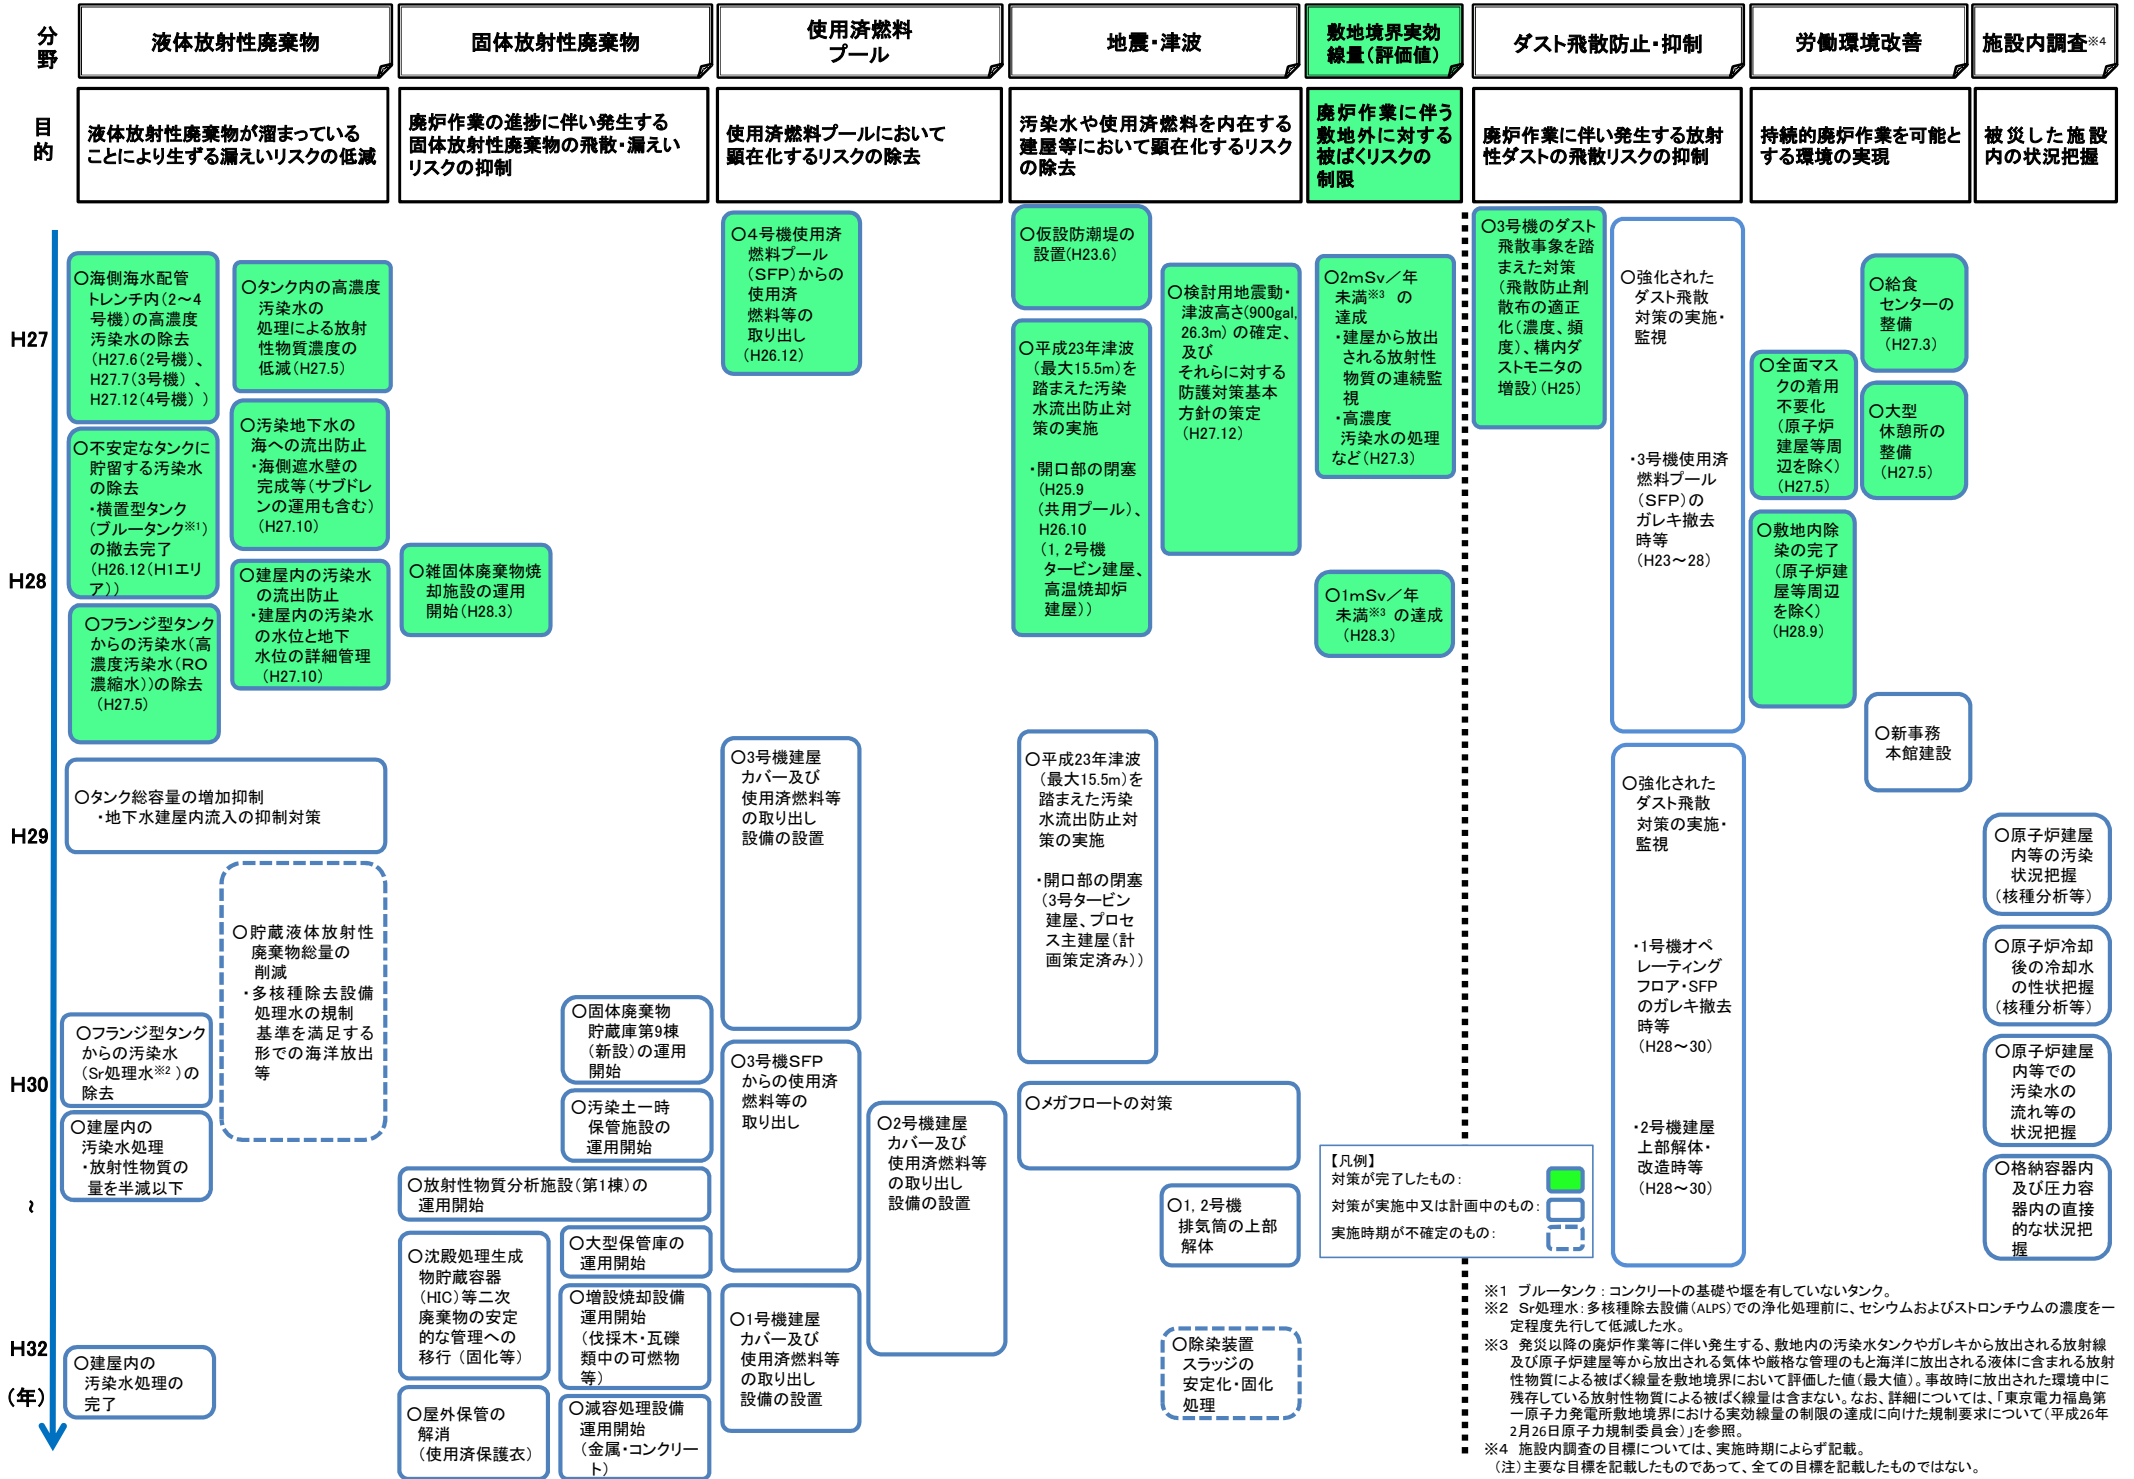 分
野
液体放射性廃棄物
固体放射性廃棄物
使用済燃料
プール
地震・津波
敷地境界実効
線量(評価値)
ダスト飛散防止・抑制
労働環境改善
施設内調査※4
目
的
液体放射性廃棄物が溜まっている
ことにより生ずる漏えいリスクの低減
廃炉作業の進捗に伴い発生する
固体放射性廃棄物の飛散・漏えい
リスクの抑制
使用済燃料プールにおいて
顕在化するリスクの除去
汚染水や使用済燃料を内在する
建屋等において顕在化するリスク
の除去
廃炉作業に伴う
敷地外に対する
被ばくリスクの
制限
廃炉作業に伴い発生する放射
性ダストの飛散リスクの抑制
持続的廃炉作業を可能と
する環境の実現
被災した施設
内の状況把握
H27
H28
H29
H30
～
H32
(年)
○海側海水配管
トレンチ内(2～4
号機)の高濃度
汚染水の除去
(H27.6(2号機)、
H27.7(3号機)、
H27.12(4号機))
○不安定なタンクに
貯留する汚染水
の除去
・横置型タンク
(ブルータンク※1)
の撤去完了
(H26.12(H1エリ
ア))
○フランジ型タンク
からの汚染水(高
濃度汚染水(RO
濃縮水))の除去
(H27.5)
○タンク内の高濃度
汚染水の
処理による放射
性物質濃度の
低減(H27.5)
○汚染地下水の
海への流出防止
・海側遮水壁の
完成等(サブドレ
ンの運用も含む)
(H27.10)
○建屋内の汚染水
の流出防止
・建屋内の汚染水
の水位と地下
水位の詳細管理
(H27.10)
○タンク総容量の増加抑制
・地下水建屋内流入の抑制対策
○貯蔵液体放射性
廃棄物総量の
削減
・多核種除去設備
処理水の規制
基準を満足する
形での海洋放出
等
○フランジ型タンク
からの汚染水
(Sr処理水※2)の
除去
○建屋内の
汚染水処理
・放射性物質の
量を半減以下
○建屋内の
汚染水処理の
完了
○雑固体廃棄物焼
却施設の運用
開始(H28.3)
○固体廃棄物
貯蔵庫第9棟
(新設)の運用
開始
○汚染土一時
保管施設の
運用開始
○放射性物質分析施設(第1棟)の
運用開始
○沈殿処理生成
物貯蔵容器
(HIC)等二次
廃棄物の安定
的な管理への
移行(固化等)
○大型保管庫の
運用開始
○増設焼却設備
運用開始
(伐採木・瓦礫
類中の可燃物
等)
○屋外保管の
解消
(使用済保護衣)
○減容処理設備
運用開始
(金属・コンクリー
ト)
○4号機使用済
燃料プール
(SFP)からの
使用済
燃料等の
取り出し
(H26.12)
○3号機建屋
カバー及び
使用済燃料等
の取り出し
設備の設置
○3号機SFP
からの使用済
燃料等の
取り出し
○2号機建屋
カバー及び
使用済燃料等
の取り出し
設備の設置
○1号機建屋
カバー及び
使用済燃料等
の取り出し
設備の設置
○仮設防潮堤の
設置(H23.6)
○平成23年津波
(最大15.5m)を
踏まえた汚染
水流出防止対
策の実施
・開口部の閉塞
(H25.9
(共用プール)、
H26.10
(1, 2号機
タービン建屋、
高温焼却炉
建屋))
○検討用地震動・
津波高さ(900gal,
26.3m) の確定、
及び
それらに対する
防護対策基本
方針の策定
(H27.12)
○平成23年津波
(最大15.5m)を
踏まえた汚染
水流出防止対
策の実施
・開口部の閉塞
(3号タービン
建屋、プロセ
ス主建屋(計
画策定済み))
○メガフロートの対策
○1, 2号機
排気筒の上部
解体
○除染装置
スラッジの
安定化・固化
処理
○2mSv／年
未満※3 の
達成
・建屋から放出
される放射性
物質の連続監
視
・高濃度
汚染水の処理
など(H27.3)
○1mSv／年
未満※3 の達成
(H28.3)
○3号機のダスト
飛散事象を踏
まえた対策
(飛散防止剤
散布の適正
化(濃度、頻
度)、構内ダ
ストモニタの
増設)(H25)
○強化された
ダスト飛散
対策の実施・
監視
・3号機使用済
燃料プール
(SFP)の
ガレキ撤去
時等
(H23～28)
○強化された
ダスト飛散
対策の実施・
監視
・1号機オペ
レーティング
フロア・SFP
のガレキ撤去
時等
(H28～30)
・2号機建屋
上部解体・
改造時等
(H28～30)
○給食
センターの
整備
(H27.3)
○全面マス
クの着用
不要化
(原子炉
建屋等周
辺を除く)
(H27.5)
○大型
休憩所の
整備
(H27.5)
○敷地内除
染の完了
(原子炉建
屋等周辺
を除く)
(H28.9)
○新事務
本館建設
○原子炉建屋
内等の汚染
状況把握
(核種分析等)
○原子炉冷却
後の冷却水
の性状把握
(核種分析等)
○原子炉建屋
内等での
汚染水の
流れ等の
状況把握
○格納容器内
及び圧力容
器内の直接
的な状況把
握
【凡例】
対策が完了したもの：
対策が実施中又は計画中のもの：
実施時期が不確定のもの：
※1 ブルータンク：コンクリートの基礎や堰を有していないタンク。
※2 Sr処理水：多核種除去設備(ALPS)での浄化処理前に、セシウムおよびストロンチウムの濃度を一
定程度先行して低減した水。
※3 発災以降の廃炉作業等に伴い発生する、敷地内の汚染水タンクやガレキから放出される放射線
及び原子炉建屋等から放出される気体や厳格な管理のもと海洋に放出される液体に含まれる放射
性物質による被ばく線量を敷地境界において評価した値(最大値)。事故時に放出された環境中に
残存している放射性物質による被ばく線量は含まない。なお、詳細については、「東京電力福島第
一原子力発電所敷地境界における実効線量の制限の達成に向けた規制要求について(平成26年
2月26日原子力規制委員会)」を参照。
※4 施設内調査の目標については、実施時期によらず記載。
(注)主要な目標を記載したものであって、全ての目標を記載したものではない。